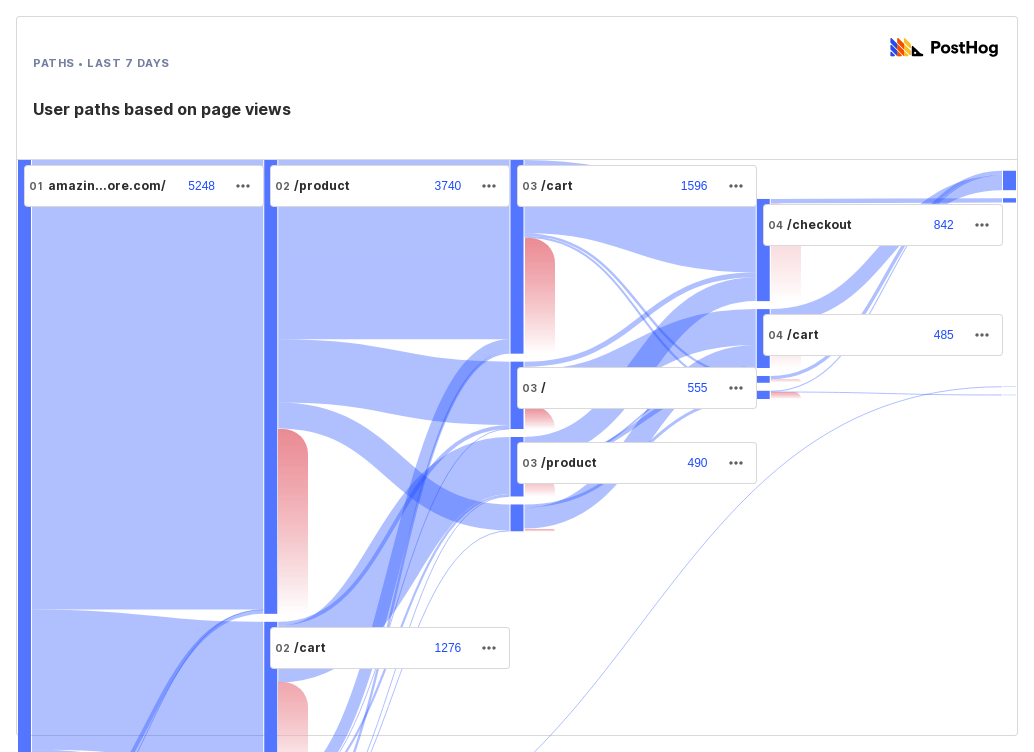 PostHog
PATHS • LAST 7 DAYS
User paths based on page views
01 amazin...ore.com/ 5248
02 /product 3740
03 /cart 1596
04 /checkout 842
04 /cart 485
03 / 555
03 /product 490
02 /cart 1276